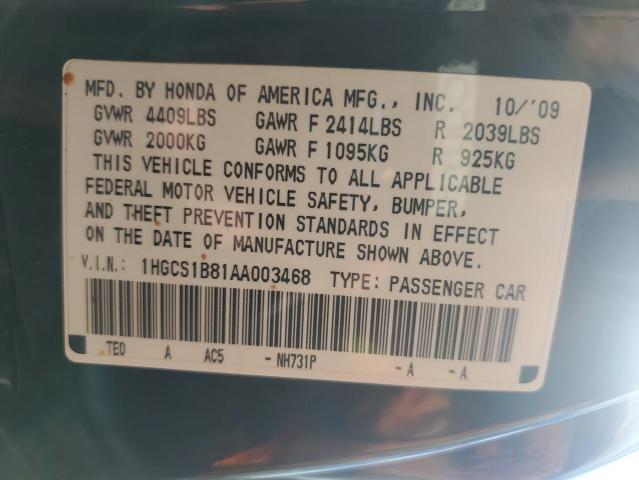 MFD. BY HONDA OF AMERICA MFG., INC. 10/'09
GVWR 4409LBS GAWR F 2414LBS R 2039LBS
GVWR 2000KG GAWR F 1095KG R 925KG
THIS VEHICLE CONFORMS TO ALL APPLICABLE
FEDERAL MOTOR VEHICLE SAFETY, BUMPER,
AND THEFT PREVENTION STANDARDS IN EFFECT
ON THE DATE OF MANUFACTURE SHOWN ABOVE.
V.I.N.: 1HGCS1B81AA003468 TYPE: PASSENGER CAR
TE0 A AC5 - NH731P - A - A